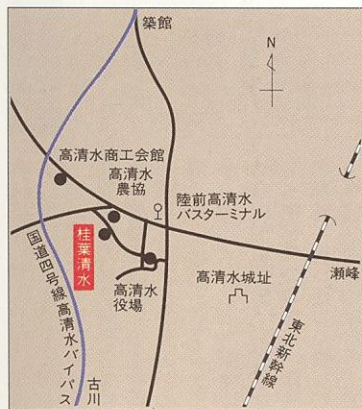 築館
N
高清水商工会館
高清水
農協
陸前高清水
バスターミナル
桂葉清水
国道四号線高清水バイパス
高清水
役場
高清水城址
瀬峰
東北新幹線
古川